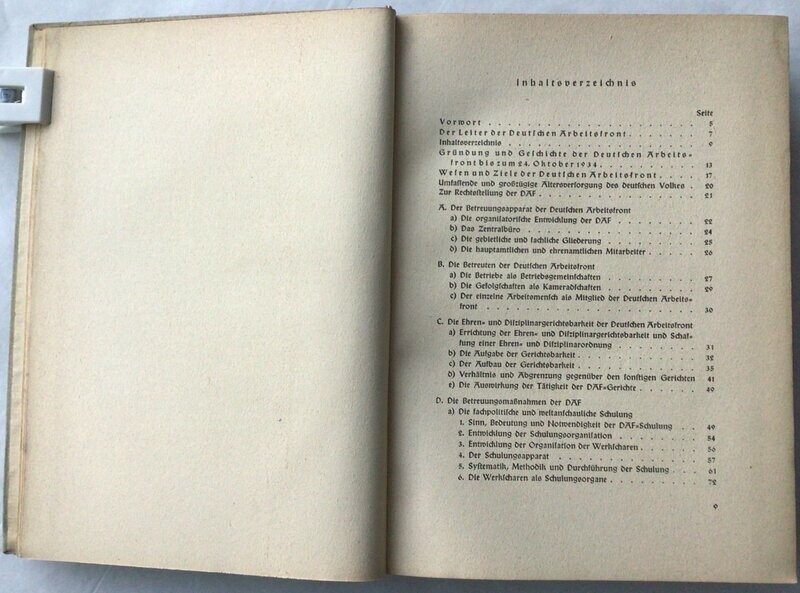 Inhaltsverzeichnis
Seite
Vorwort . . . . . . . . . . . . . . . . . . . . 5
Der Leiter der Deutschen Arbeitsfront . . . . . . . 7
Inhaltsverzeichnis . . . . . . . . . . . . . . . . . . 9
Gründung und Geschichte der Deutschen Arbeits-
front bis zum 24. Oktober 1934 . . . . . . . . . . 13
Wesen und Ziele der Deutschen Arbeitsfront . . . . . 17
Umfassende und großzügige Altersversorgung des deutschen Volkes . 20
Zur Rechtsstellung der DAF . . . . . . . . . . . . . . 21
A. Der Betreuungsapparat der Deutschen Arbeitsfront
a) Die organisatorische Entwicklung der DAF . . . . . . 22
b) Das Zentralbüro . . . . . . . . . . . . . . . 24
c) Die gebietliche und fachliche Gliederung . . . . . . . 25
d) Die hauptamtlichen und ehrenamtlichen Mitarbeiter . . . . 26
B. Die Betreuten der Deutschen Arbeitsfront
a) Die Betriebe als Betriebsgemeinschaften . . . . . . . 27
b) Die Gefolgschaften als Kameradschaften . . . . . . . 29
c) Der einzelne Arbeitsmensch als Mitglied der Deutschen Arbeits-
front . . . . . . . . . . . . . . . . . . . 30
C. Die Ehren- und Disziplinargerichtsbarkeit der Deutschen Arbeitsfront
a) Errichtung der Ehren- und Disziplinargerichtsbarkeit und Schaf-
fung einer Ehren- und Disziplinarordnung . . . . . . . 31
b) Die Aufgabe der Gerichtsbarkeit . . . . . . . . . . 32
c) Der Aufbau der Gerichtsbarkeit . . . . . . . . . . 35
d) Verhältnis und Abgrenzung gegenüber den sonstigen Gerichten 41
e) Die Auswirkung der Tätigkeit der DAF-Gerichte . . . . . 49
D. Die Betreuungsmaßnahmen der DAF
a) Die fachpolitische und weltanschauliche Schulung
1. Sinn, Bedeutung und Notwendigkeit der DAF-Schulung . . 49
2. Entwicklung der Schulungsorganisation . . . . . . . 54
3. Entwicklung der Organisation der Werkscharen . . . . . 56
4. Der Schulungsapparat . . . . . . . . . . . . 57
5. Systematik, Methodik und Durchführung der Schulung . . . 61
6. Die Werkscharen als Schulungsorgane . . . . . . . . 72
9